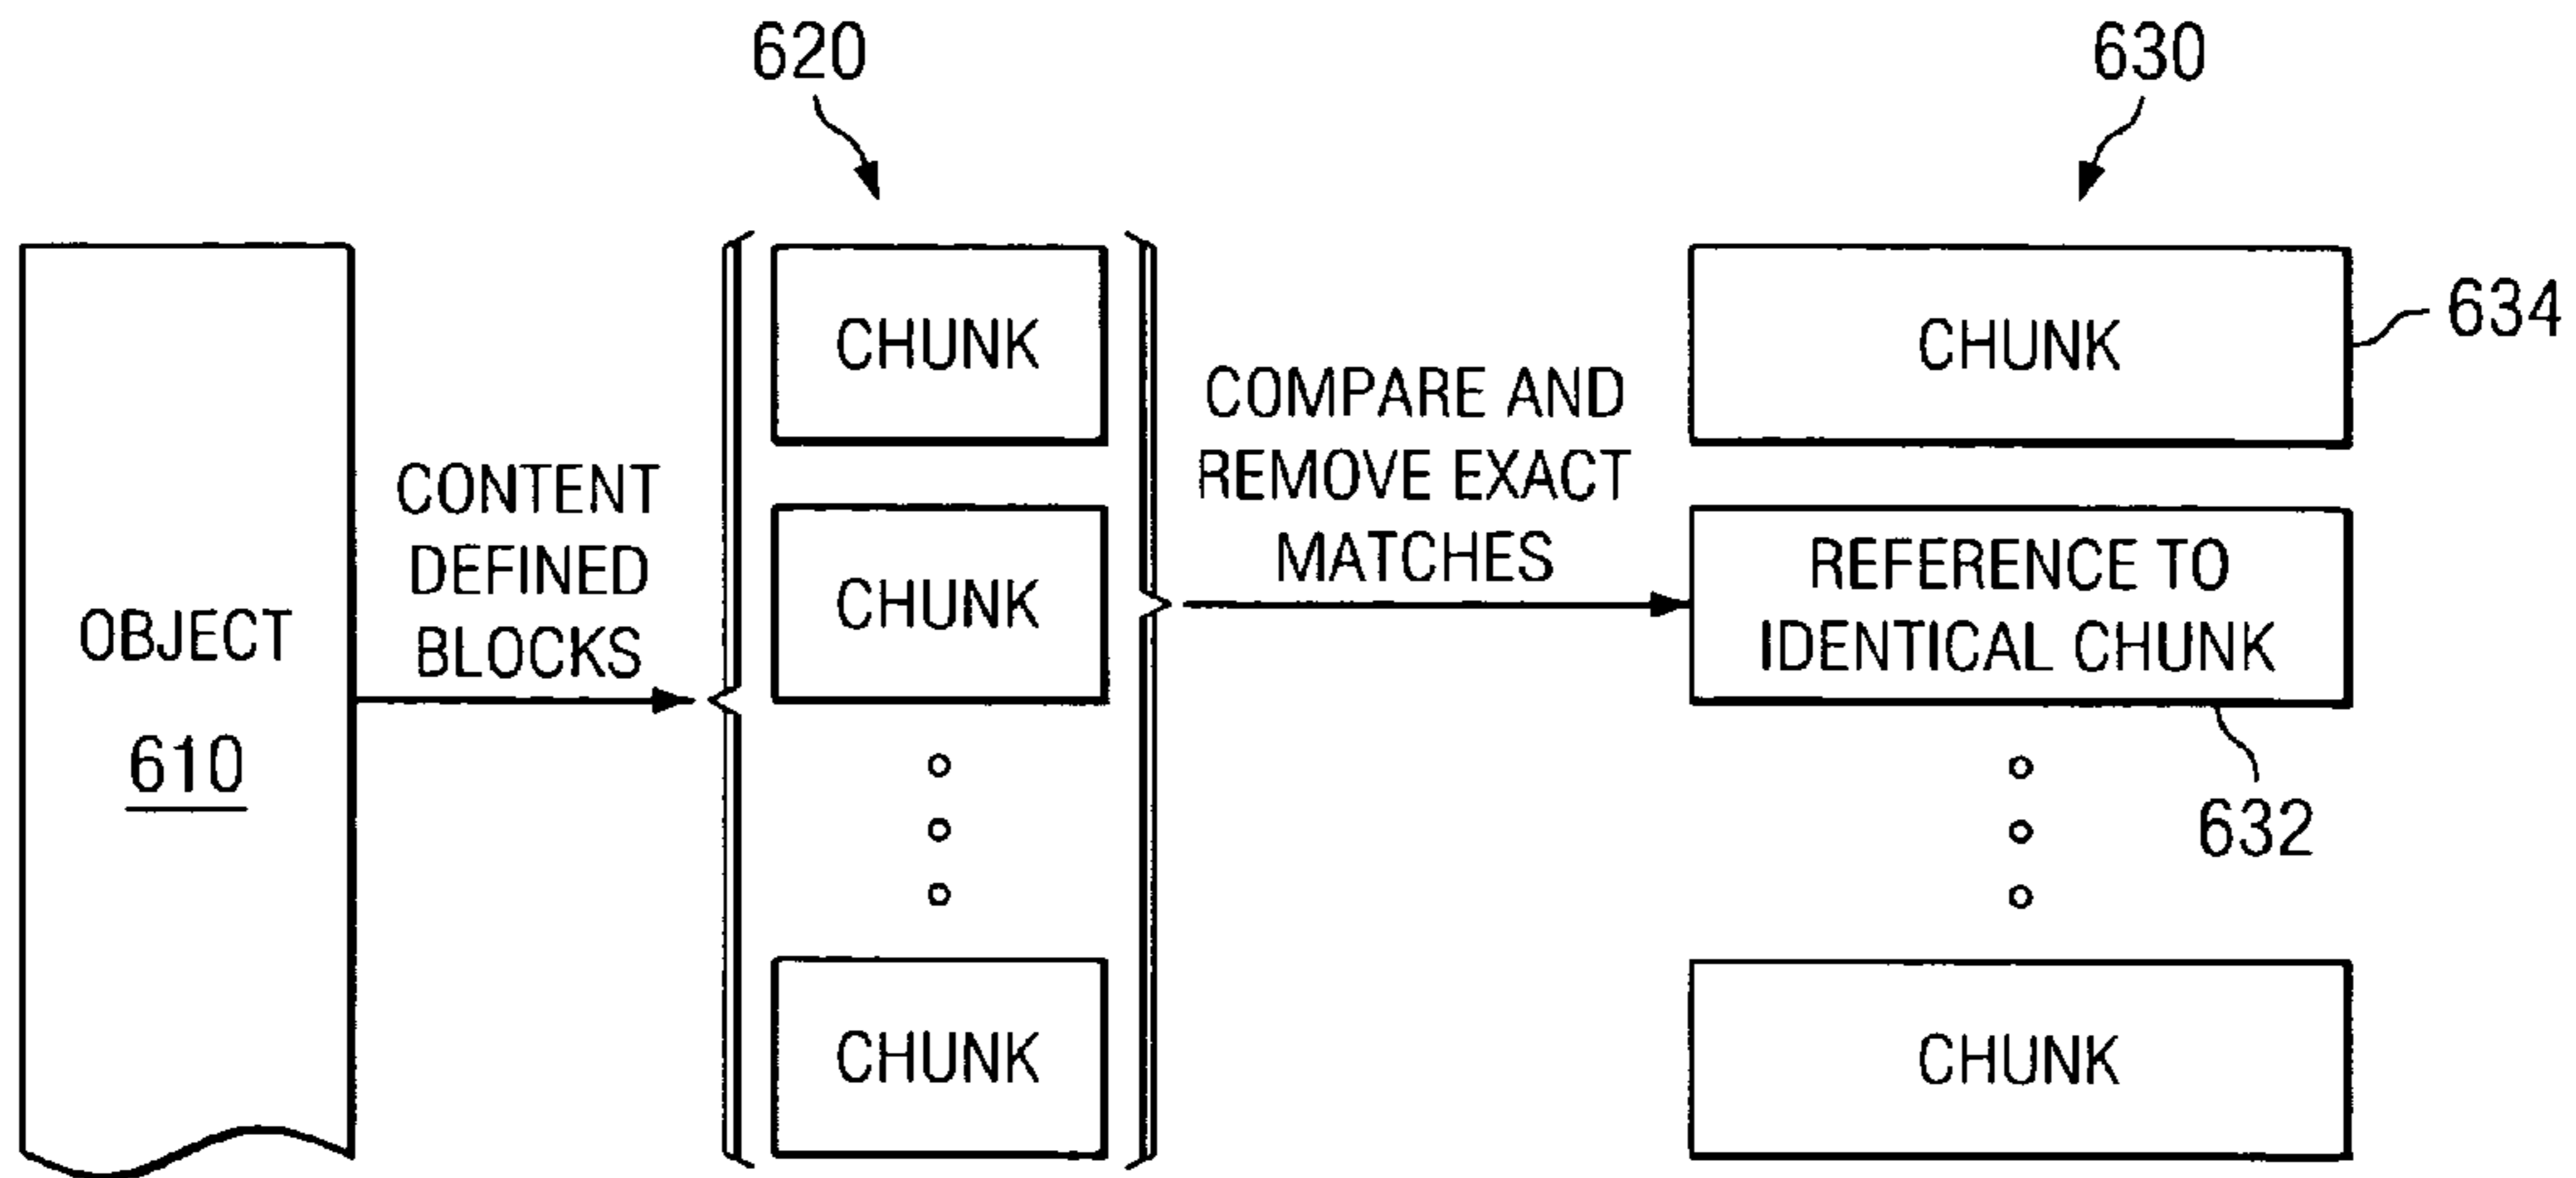 620
630
OBJECT
610
CONTENT
DEFINED
BLOCKS
CHUNK
CHUNK
CHUNK
COMPARE AND
REMOVE EXACT
MATCHES
CHUNK
634
REFERENCE TO
IDENTICAL CHUNK
632
CHUNK